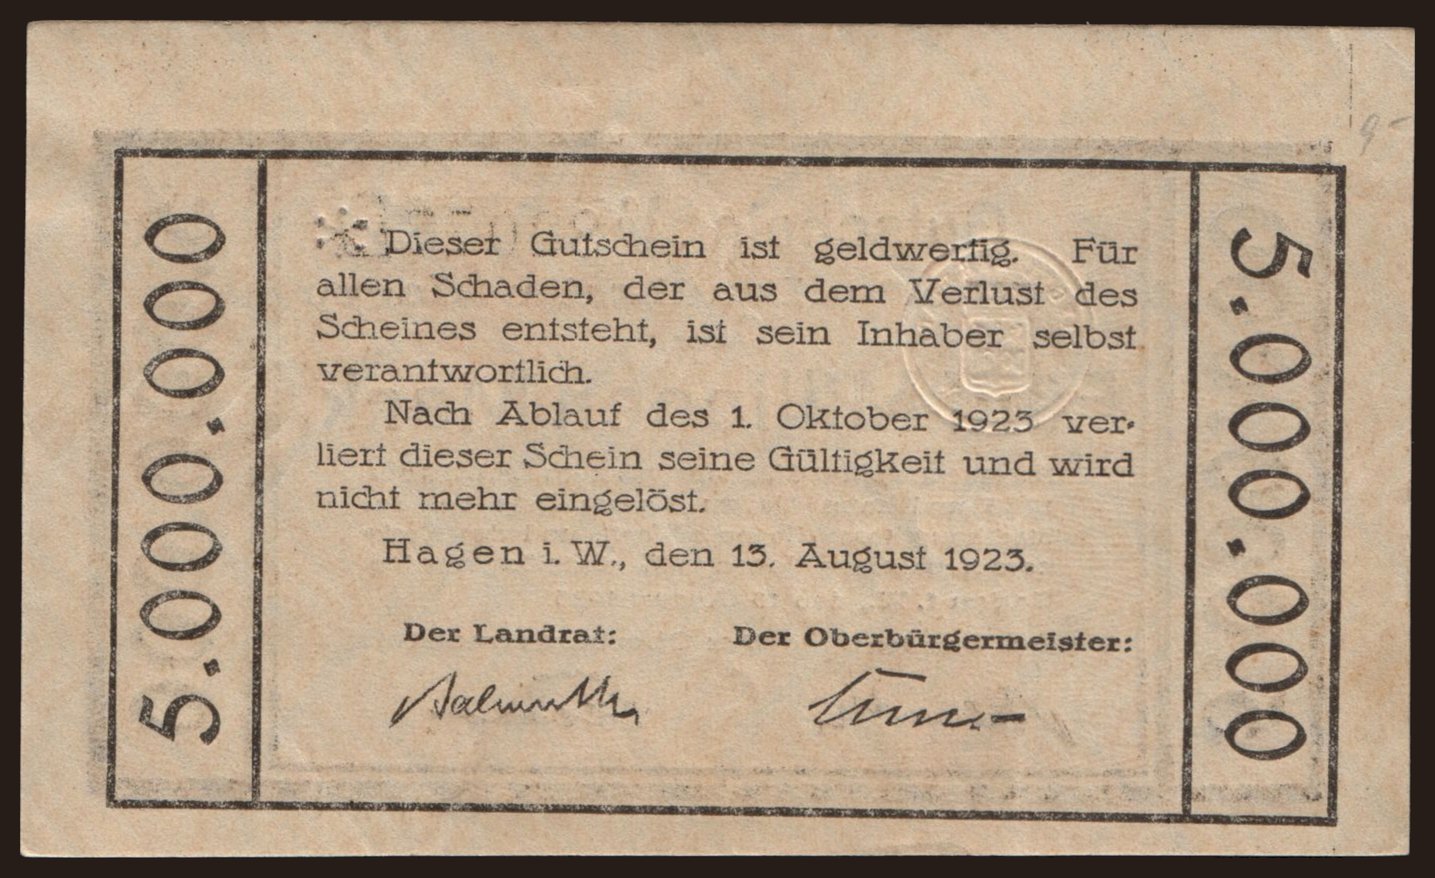 5.000.000
Dieser Gutschein ist geldwertig. Für
allen Schaden, der aus dem Verlust des
Scheines entsteht, ist sein Inhaber selbst
verantwortlich.
Nach Ablauf des 1. Oktober 1923 ver-
liert dieser Schein seine Gültigkeit und wird
nicht mehr eingelöst.
Hagen i. W., den 13. August 1923.
Der Landrat:
Der Oberbürgermeister:
5.000.000
9-